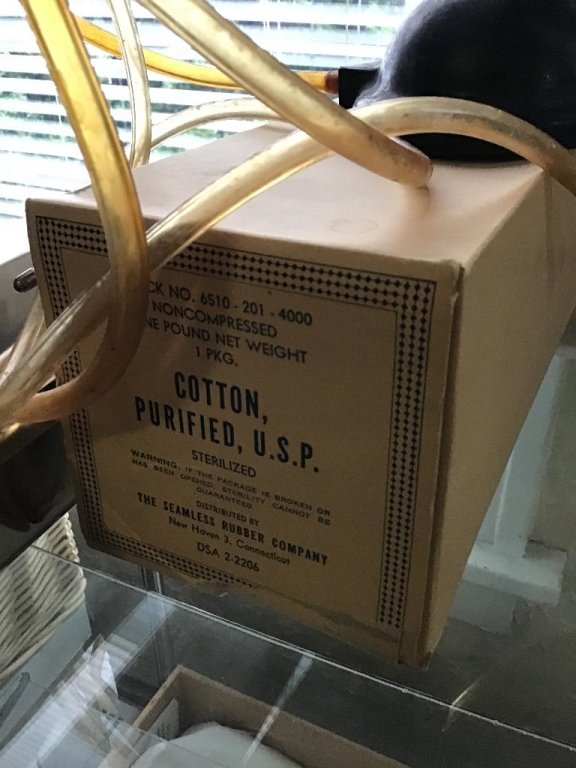 CK NO. 6510-201-4000
NONCOMPRESSED
NE POUND NET WEIGHT
1 PKG.
COTTON,
PURIFIED, U.S.P.
STERILIZED
WARNING, IF THE PACKAGE IS BROKEN OR
HAS BEEN OPENED, STERILITY CANNOT BE
GUARANTEED
DISTRIBUTED BY
THE SEAMLESS RUBBER COMPANY
New Haven 3, Connecticut
DSA 2-2206